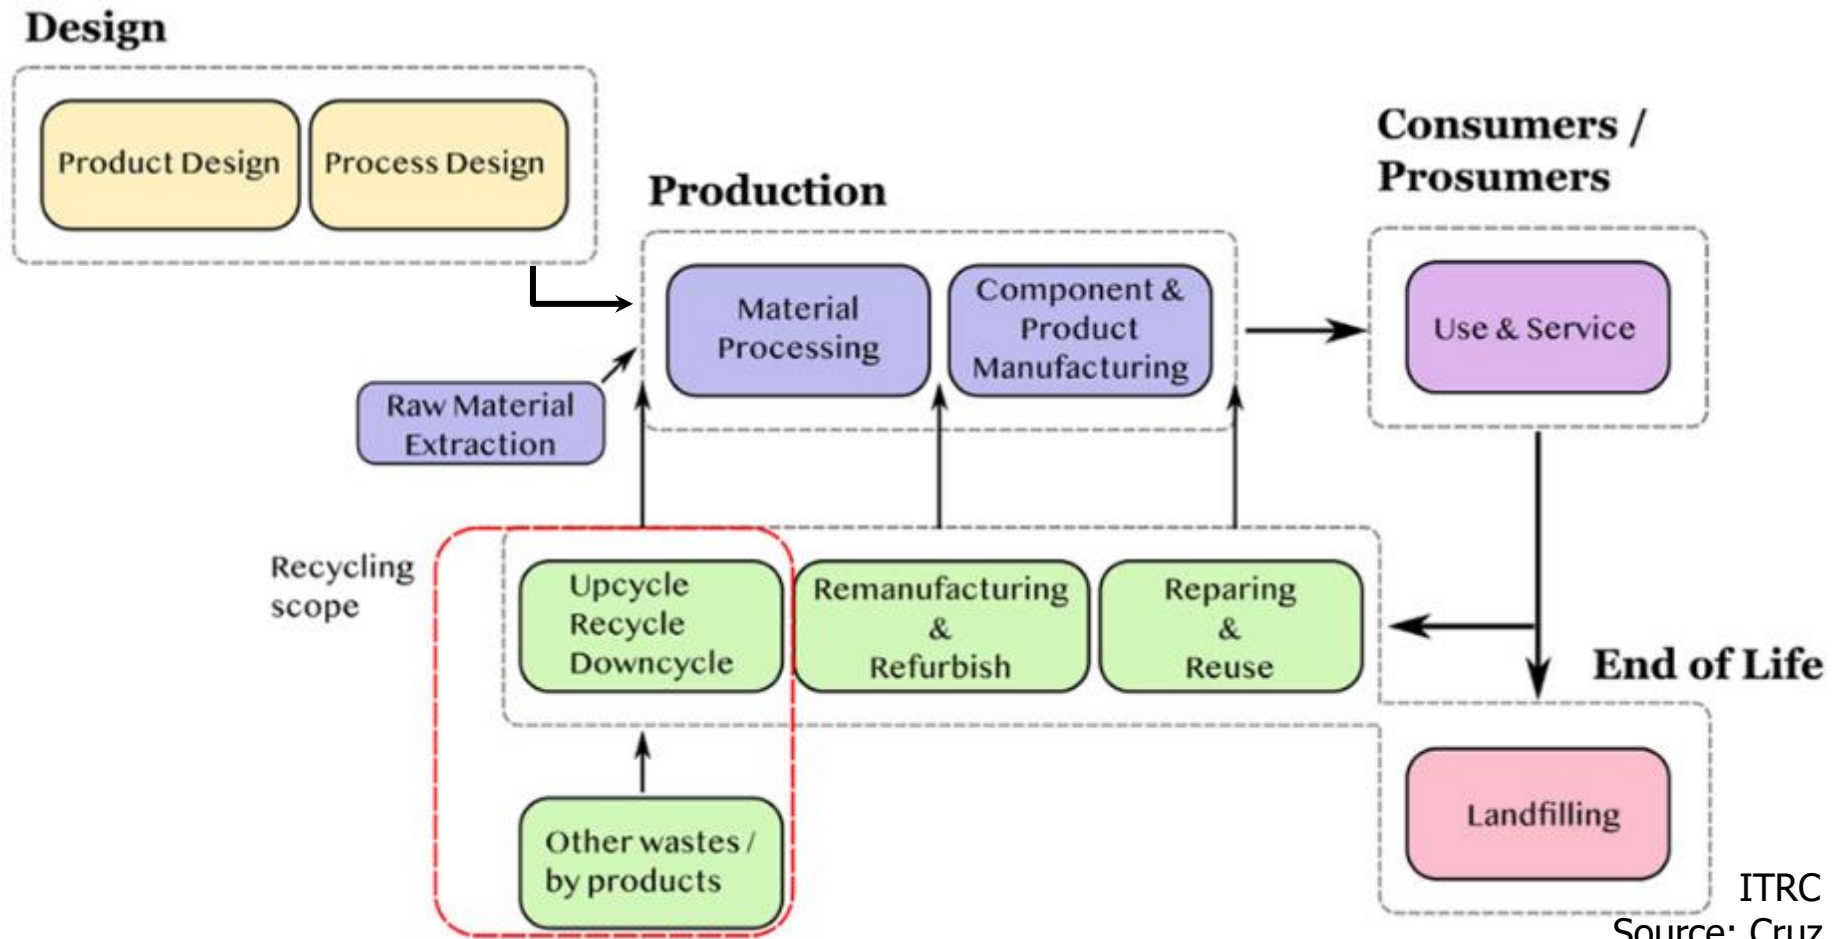 Design
Product Design
Process Design
Production
Consumers /
Prosumers
Material
Processing
Component &
Product
Manufacturing
Use & Service
Raw Material
Extraction
Recycling
scope
Upcycle
Recycle
Downcycle
Remanufacturing
&
Refurbish
Reparing
&
Reuse
End of Life
Other wastes /
by products
Landfilling
ITRC
Source: Cruz